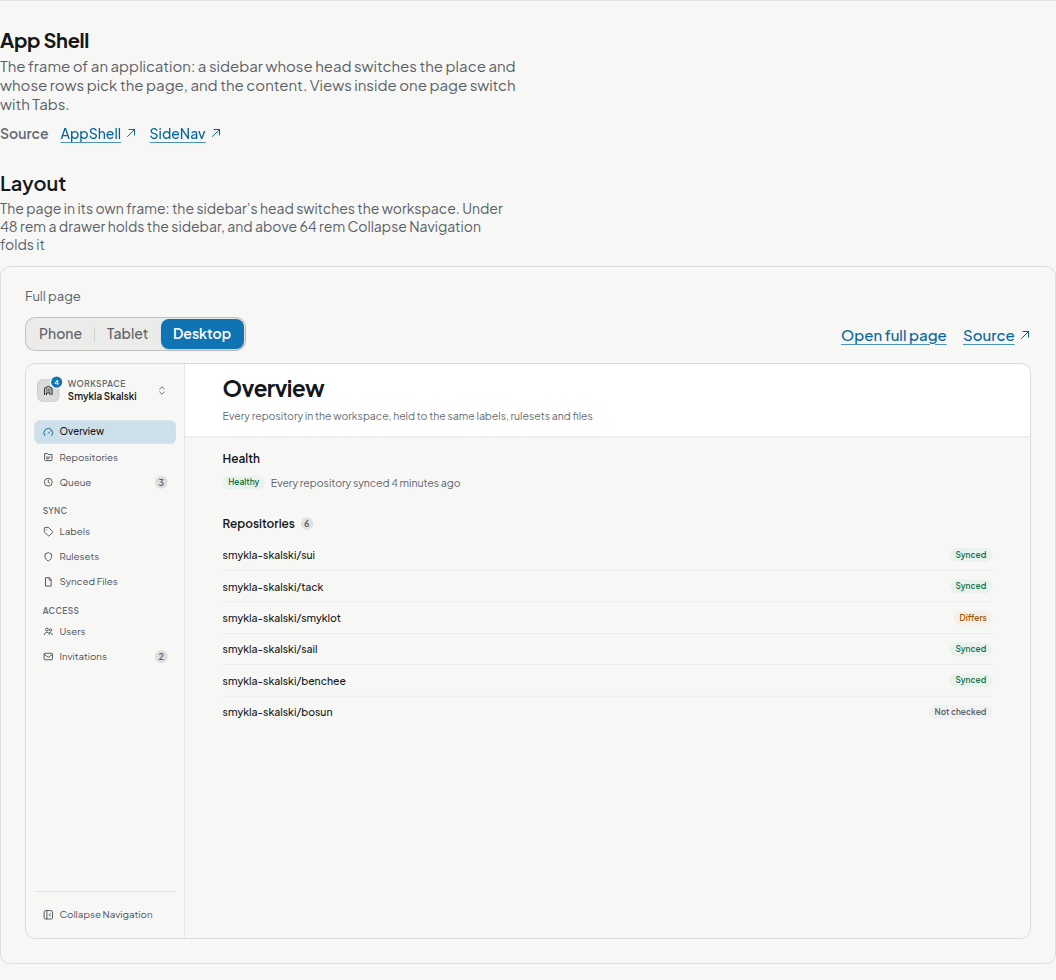 App Shell
The frame of an application: a sidebar whose head switches the place and
whose rows pick the page, and the content. Views inside one page switch
with Tabs.
Source AppShell SideNav
Layout
The page in its own frame: the sidebar's head switches the workspace. Under
48 rem a drawer holds the sidebar, and above 64 rem Collapse Navigation
folds it
Full page
Phone Tablet Desktop
Open full page Source
4
WORKSPACE
Smykla Skalski
Overview
Repositories
Queue 3
SYNC
Labels
Rulesets
Synced Files
ACCESS
Users
Invitations 2
Collapse Navigation
Overview
Every repository in the workspace, held to the same labels, rulesets and files
Health
Healthy Every repository synced 4 minutes ago
Repositories 6
smykla-skalski/sui Synced
smykla-skalski/tack Synced
smykla-skalski/smyklot Differs
smykla-skalski/sail Synced
smykla-skalski/benchee Synced
smykla-skalski/bosun Not checked